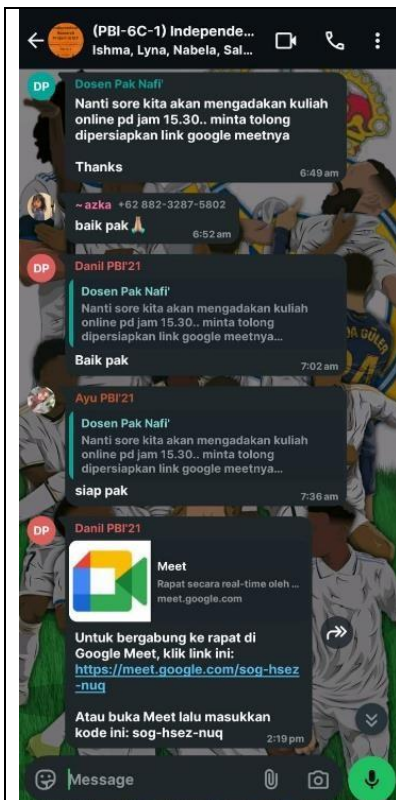 (PBI-6C-1) Independe...
Ishma, Lyna, Nabela, Sal...
DP
Dosen Pak Nafi'
Nanti sore kita akan mengadakan kuliah
online pd jam 15.30.. minta tolong
dipersiapkan link google meetnya
Thanks
6:49 am
~azka +62 882-3287-5802
baik pak🙏🏻
6:52 am
DP
Danil PBI'21
Dosen Pak Nafi'
Nanti sore kita akan mengadakan kuliah
online pd jam 15.30.. minta tolong
dipersiapkan link google meetnya...
Baik pak
7:02 am
Ayu PBI'21
Dosen Pak Nafi'
Nanti sore kita akan mengadakan kuliah
online pd jam 15.30.. minta tolong
dipersiapkan link google meetnya...
siap pak
7:36 am
DP
Danil PBI'21
Meet
Rapat secara real-time oleh ...
meet.google.com
Untuk bergabung ke rapat di
Google Meet, klik link ini:
https://meet.google.com/sog-hsez
-nuq
Atau buka Meet lalu masukkan
kode ini: sog-hsez-nuq
2:19 pm
Message